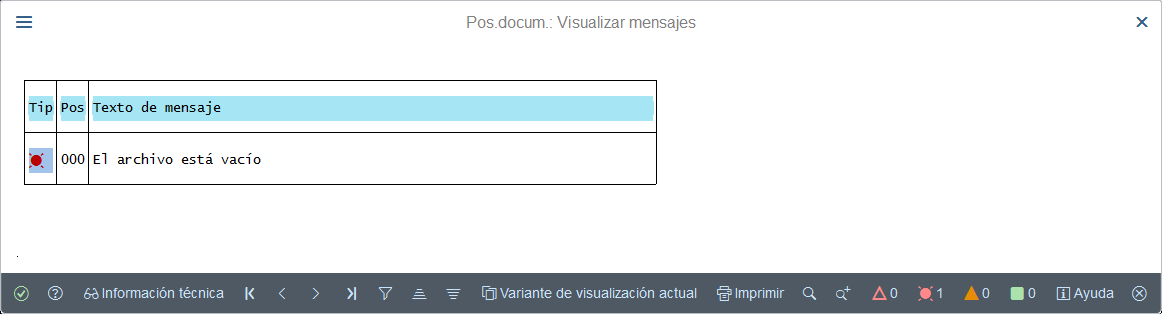 Pos.docum.: Visualizar mensajes
Tip Pos Texto de mensaje
000 El archivo está vacío
.
Información técnica Variante de visualización actual Imprimir 0 1 0 0 Ayuda